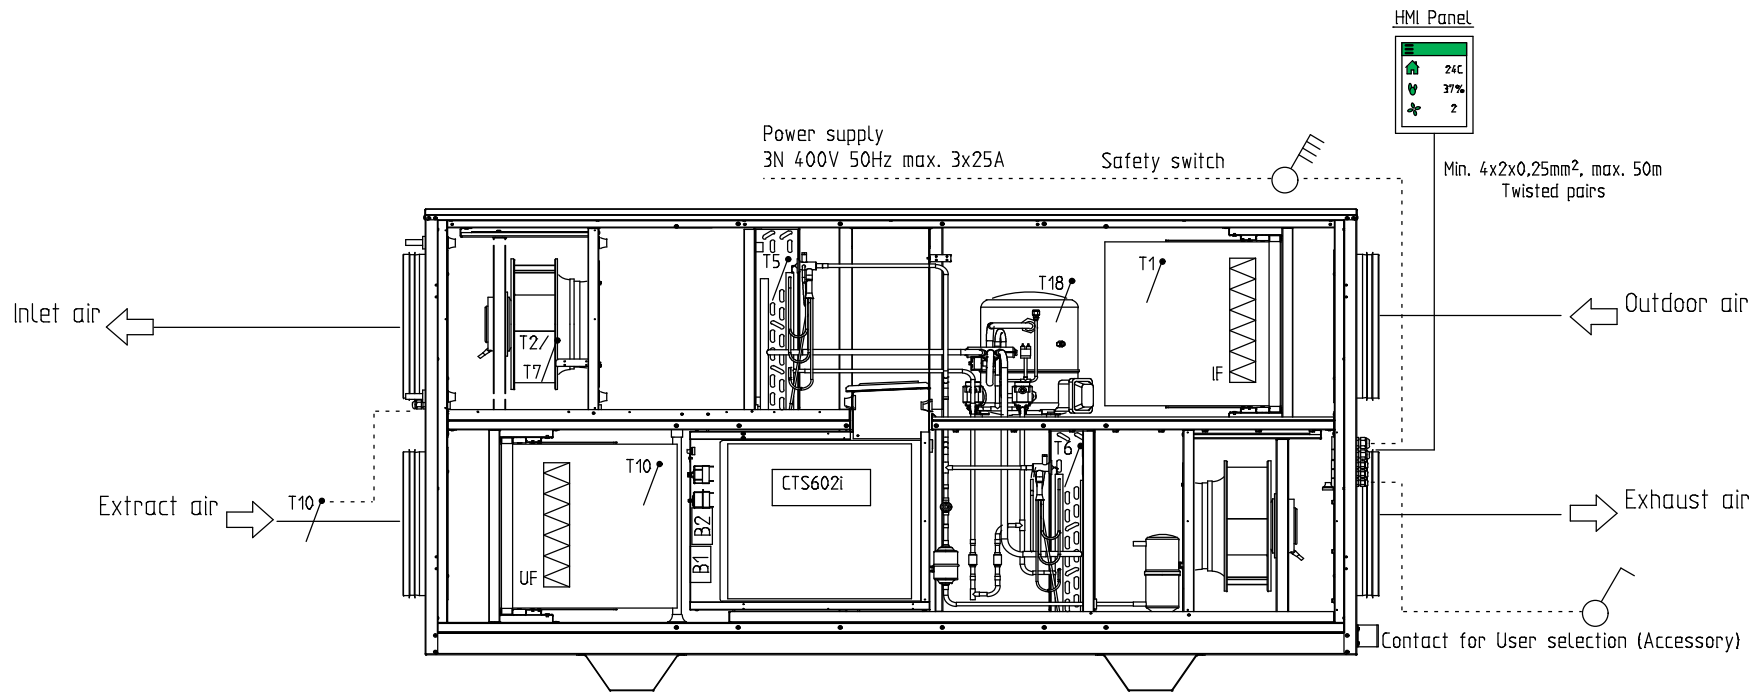 HMI Panel
24C
37%
2
Power supply
3N 400V 50Hz max. 3x25A
Safety switch
Min. 4x2x0,25mm², max. 50m
Twisted pairs
T5
T18
T1
Inlet air
Outdoor air
T2/
T7
IF
T10
T6
CTS602i
Extract air
T10
Exhaust air
B2
B1
UF
Contact for User selection (Accessory)